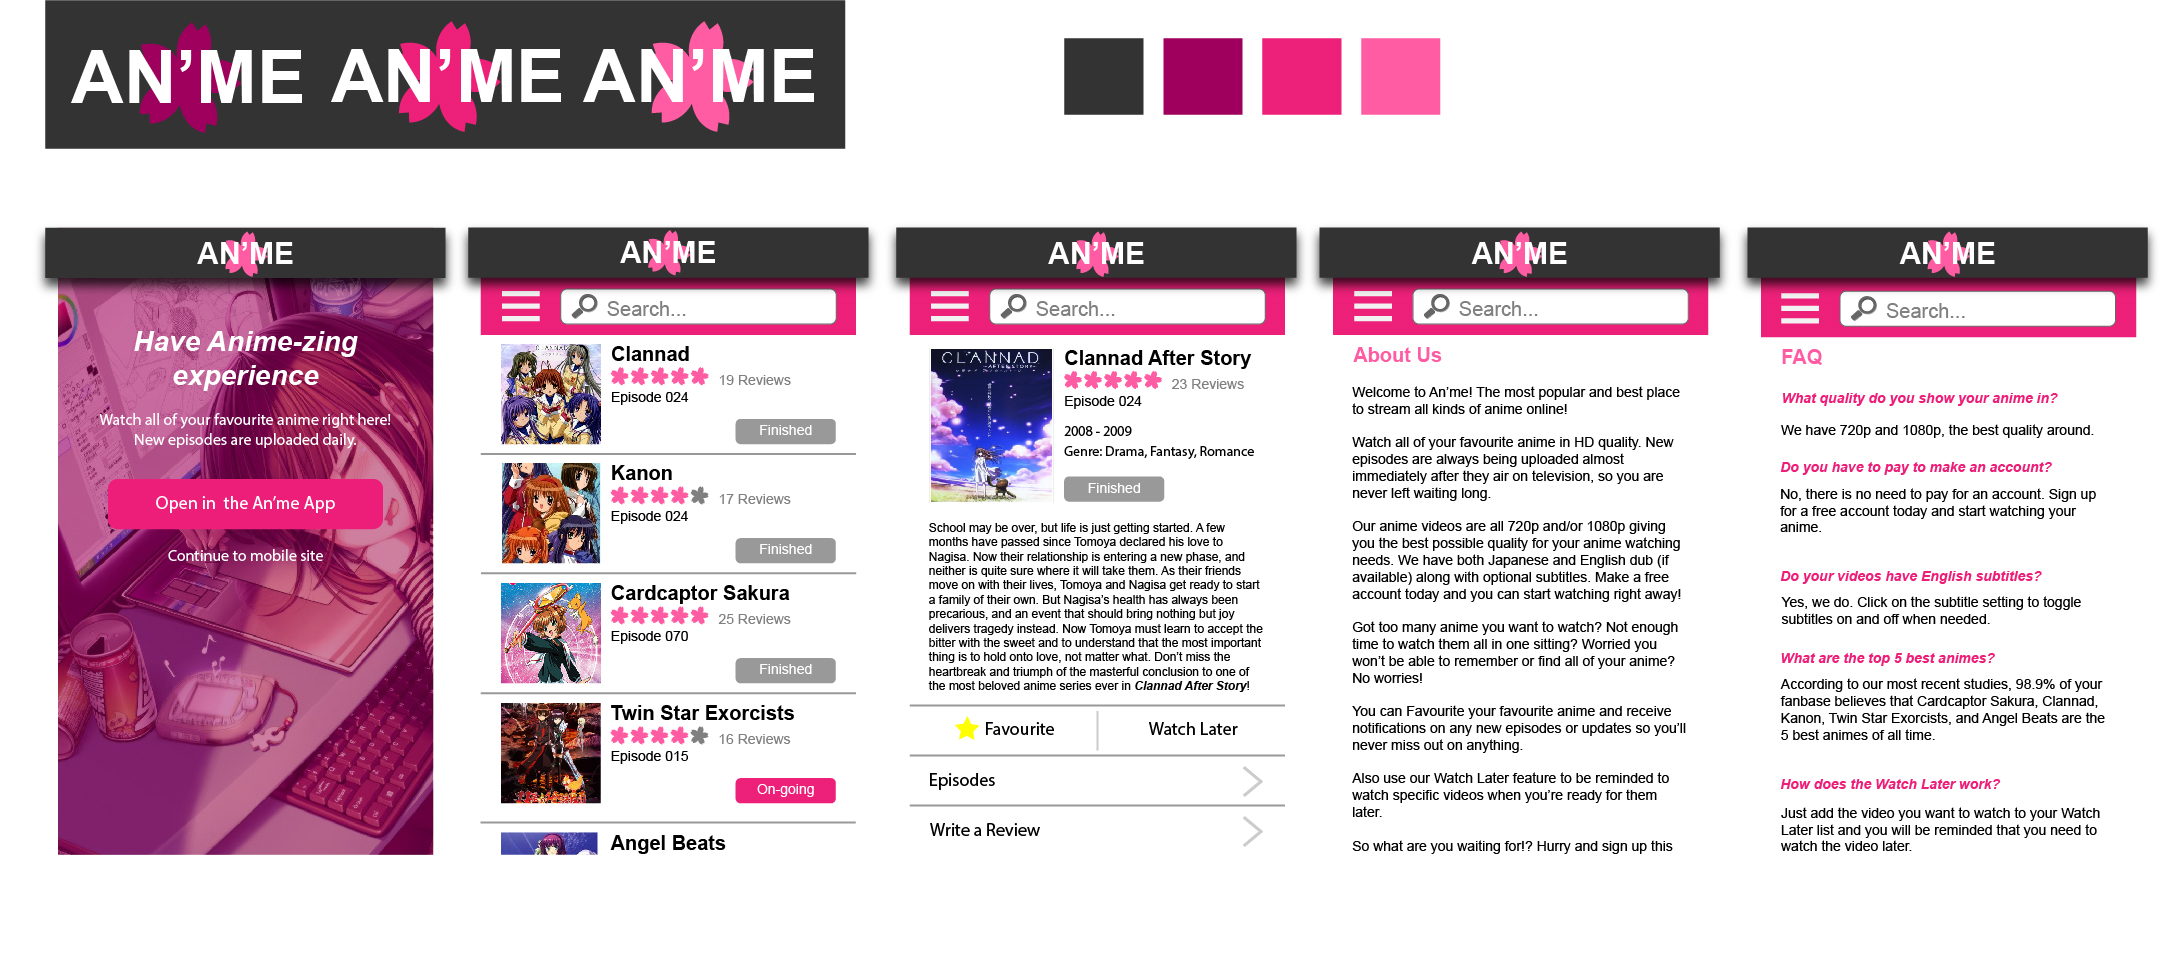 AN’ME AN’ME AN’ME
AN’ME
Have Anime-zing
experience
Watch all of your favourite anime right here!
New episodes are uploaded daily.
Open in the An’me App
Continue to mobile site
AN’ME
Search...
Clannad
19 Reviews
Episode 024
Finished
Kanon
17 Reviews
Episode 024
Finished
Cardcaptor Sakura
25 Reviews
Episode 070
Finished
Twin Star Exorcists
16 Reviews
Episode 015
On-going
Angel Beats
AN’ME
Search...
CLANNAD
AFTER STORY
Clannad After Story
23 Reviews
Episode 024
2008 - 2009
Genre: Drama, Fantasy, Romance
Finished
School may be over, but life is just getting started. A few
months have passed since Tomoya declared his love to
Nagisa. Now their relationship is entering a new phase, and
neither is quite sure where it will take them. As their friends
move on with their lives, Tomoya and Nagisa get ready to start
a family of their own. But Nagisa’s health has always been
precarious, and an event that should bring nothing but joy
delivers tragedy instead. Now Tomoya must learn to accept the
bitter with the sweet and to understand that the most important
thing is to hold onto love, not matter what. Don’t miss the
heartbreak and triumph of the masterful conclusion to one of
the most beloved anime series ever in Clannad After Story!
Favourite
Watch Later
Episodes
Write a Review
AN’ME
Search...
About Us
Welcome to An’me! The most popular and best place
to stream all kinds of anime online!
Watch all of your favourite anime in HD quality. New
episodes are always being uploaded almost
immediately after they air on television, so you are
never left waiting long.
Our anime videos are all 720p and/or 1080p giving
you the best possible quality for your anime watching
needs. We have both Japanese and English dub (if
available) along with optional subtitles. Make a free
account today and you can start watching right away!
Got too many anime you want to watch? Not enough
time to watch them all in one sitting? Worried you
won’t be able to remember or find all of your anime?
No worries!
You can Favourite your favourite anime and receive
notifications on any new episodes or updates so you’ll
never miss out on anything.
Also use our Watch Later feature to be reminded to
watch specific videos when you’re ready for them
later.
So what are you waiting for!? Hurry and sign up this
AN’ME
Search...
FAQ
What quality do you show your anime in?
We have 720p and 1080p, the best quality around.
Do you have to pay to make an account?
No, there is no need to pay for an account. Sign up
for a free account today and start watching your
anime.
Do your videos have English subtitles?
Yes, we do. Click on the subtitle setting to toggle
subtitles on and off when needed.
What are the top 5 best animes?
According to our most recent studies, 98.9% of your
fanbase believes that Cardcaptor Sakura, Clannad,
Kanon, Twin Star Exorcists, and Angel Beats are the
5 best animes of all time.
How does the Watch Later work?
Just add the video you want to watch to your Watch
Later list and you will be reminded that you need to
watch the video later.